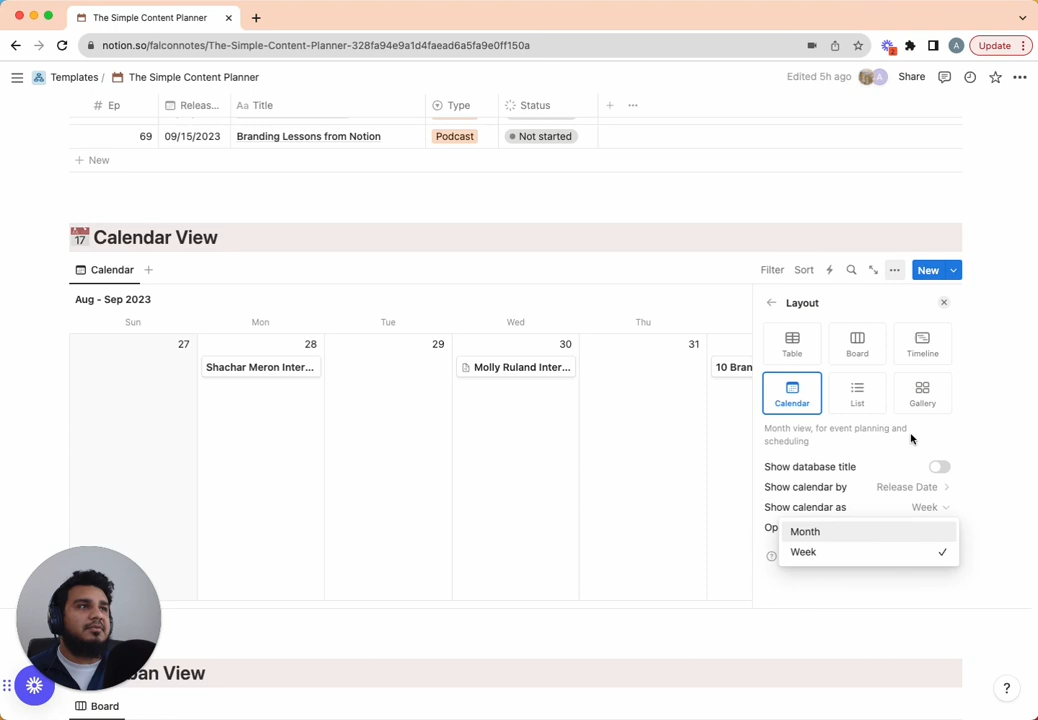 The Simple Content Planner
notion.so/falconnotes/The-Simple-Content-Planner-328fa94e9a1d4faead6a5fa9e0ff150a
A
Update
Templates / The Simple Content Planner
Edited 5h ago
A
Share
# Ep
Releas...
Aa Title
Type
Status
69
09/15/2023
Branding Lessons from Notion
Podcast
Not started
+ New
17 Calendar View
Calendar
Filter
Sort
New
Aug - Sep 2023
Layout
Sun
Mon
Tue
Wed
Thu
27
28
29
30
31
Shachar Meron Inter...
Molly Ruland Inter...
10 Bran
Table
Board
Timeline
Calendar
List
Gallery
Month view, for event planning and
scheduling
Show database title
Show calendar by
Release Date
Show calendar as
Week
Op
Month
Week
?
an View
Board
?